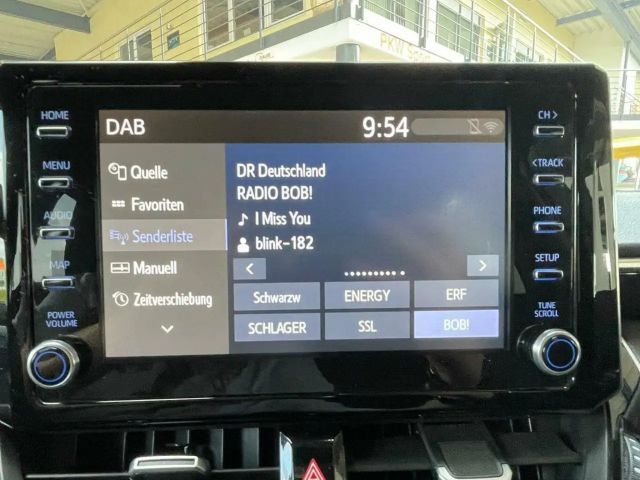 PKW
DAB 9:54
HOME
MENU
AUDIO
MAP
POWER
VOLUME
Quelle
Favoriten
Senderliste
Manuell
Zeitverschiebung
DR Deutschland
RADIO BOB!
I Miss You
blink-182
Schwarzw ENERGY ERF
SCHLAGER SSL BOB!
CH >
< TRACK
PHONE
SETUP
TUNE
SCROLL